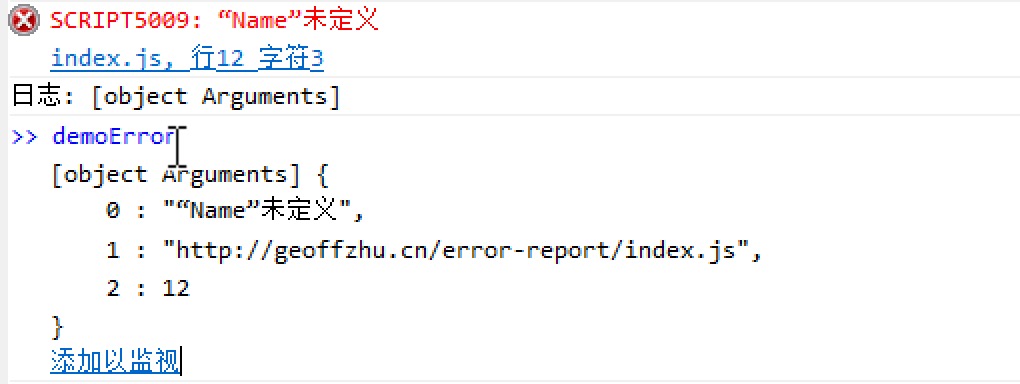 SCRIPT5009: “Name”未定义
index.js, 行12 字符3
日志: [object Arguments]
>> demoError
[object Arguments] {
0 : "“Name”未定义",
1 : "http://geoffzhu.cn/error-report/index.js",
2 : 12
}
添加以监视